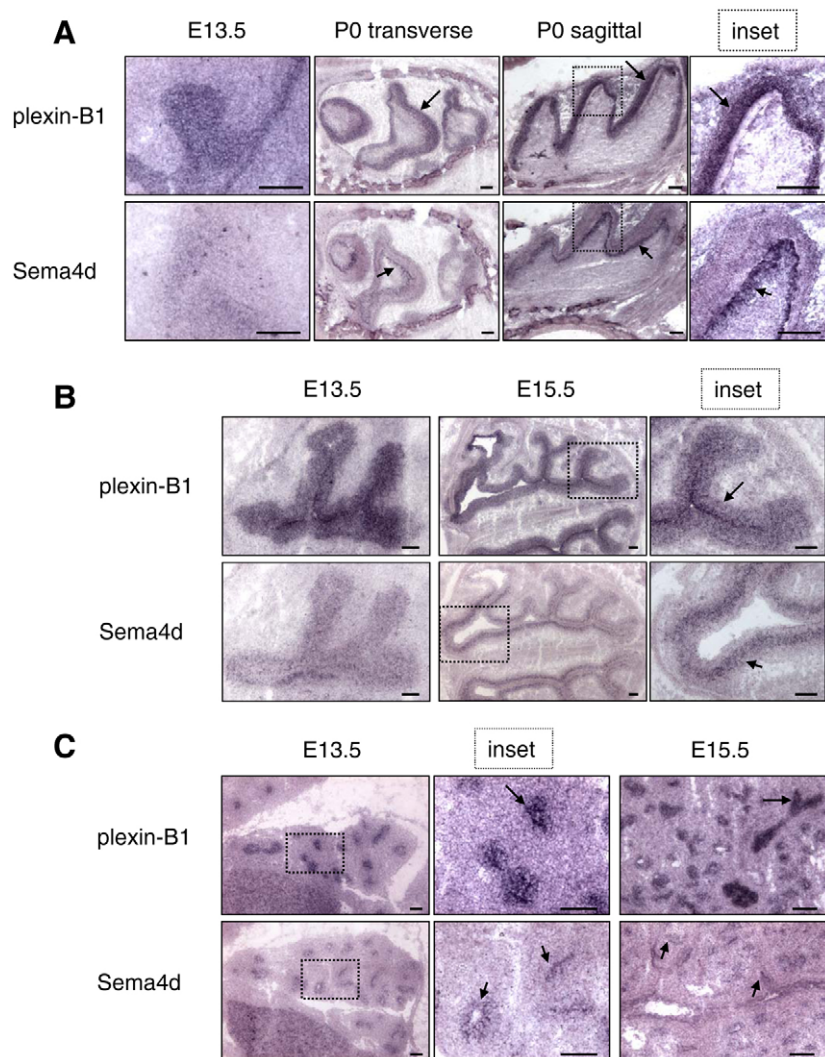 A
E13.5 P0 transverse P0 sagittal inset
plexin-B1
Sema4d
B
E13.5 E15.5 inset
plexin-B1
Sema4d
C
E13.5 inset E15.5
plexin-B1
Sema4d